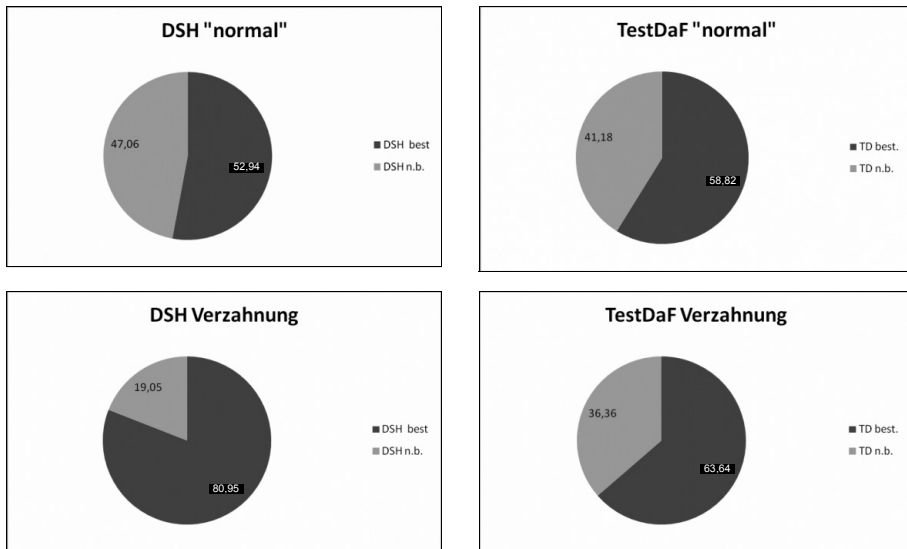 DSH "normal"
47,06
52,94
DSH best
DSH n.b.
TestDaF "normal"
41,18
58,82
TD best.
TD n.b.
DSH Verzahnung
19,05
80,95
DSH best
DSH n.b.
TestDaF Verzahnung
36,36
63,64
TD best.
TD n.b.